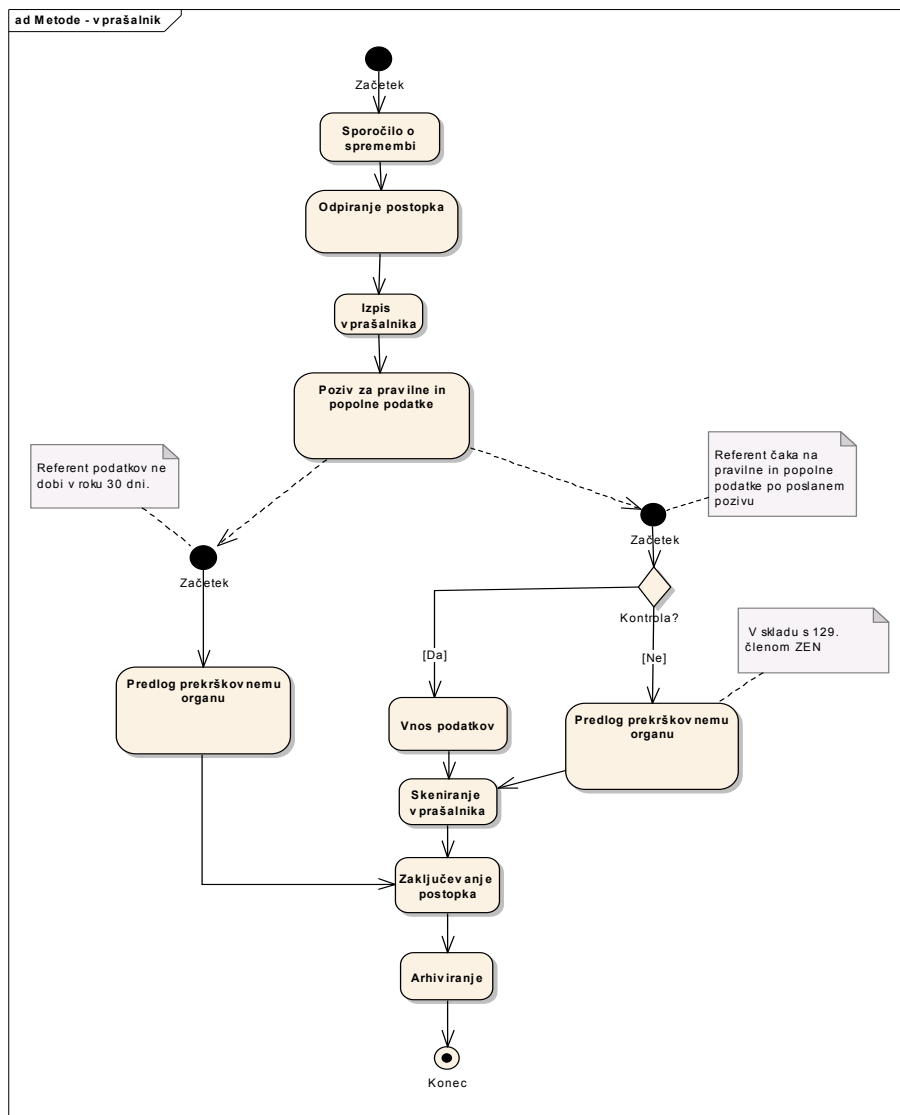 ad Metode - vprašalnik
Začetek
Sporočilo o
spremembi
Odpiranje postopka
Izpis
vprašalnika
Poziv za pravilne in
popolne podatke
Referent podatkov ne
dobi v roku 30 dni.
Referent čaka na
pravilne in popolne
podatke po poslanem
pozivu
Začetek
Začetek
Kontrola?
V skladu s 129.
členom ZEN
[Da]
[Ne]
Predlog prekrškovnemu
organu
Vnos podatkov
Predlog prekrškovnemu
organu
Skeniranje
vprašalnika
Zaključevanje
postopka
Arhiviranje
Konec